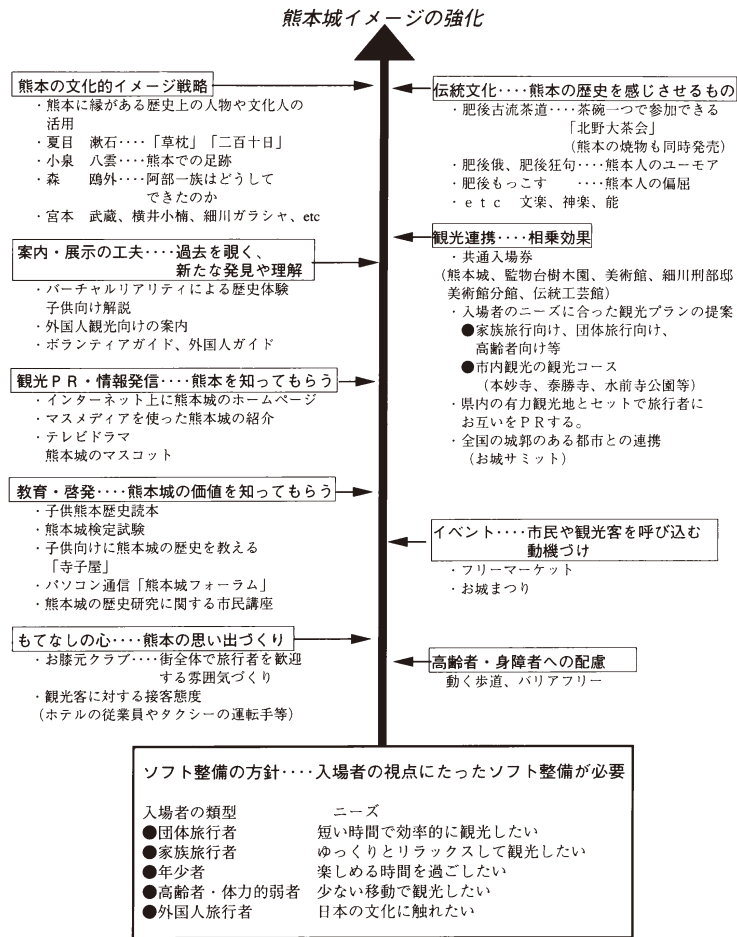 熊本城イメージの強化
熊本の文化的イメージ戦略
・熊本に縁がある歴史上の人物や文化人の
活用
・夏目　漱石‥‥「草枕」「二百十日」
・小泉　八雲‥‥熊本での足跡
・森　　鴎外‥‥阿部一族はどうして
できたのか
・宮本　武蔵、横井小楠、細川ガラシャ、etc
案内・展示の工夫‥‥過去を覗く、
新たな発見や理解
・バーチャルリアリティによる歴史体験
子供向け解説
・外国人観光向けの案内
・ボランティアガイド、外国人ガイド
観光ＰＲ・情報発信‥‥熊本を知ってもらう
・インターネット上に熊本城のホームページ
・マスメディアを使った熊本城の紹介
・テレビドラマ
熊本城のマスコット
教育・啓発‥‥熊本城の価値を知ってもらう
・子供熊本歴史読本
・熊本城検定試験
・子供向けに熊本城の歴史を教える
「寺子屋」
・パソコン通信「熊本城フォーラム」
・熊本城の歴史研究に関する市民講座
もてなしの心‥‥熊本の思い出づくり
・お膝元クラブ‥‥街全体で旅行者を歓迎
する雰囲気づくり
・観光客に対する接客態度
（ホテルの従業員やタクシーの運転手等）
伝統文化‥‥熊本の歴史を感じさせるもの
・肥後古流茶道‥‥茶碗一つで参加できる
「北野大茶会」
（熊本の焼物も同時発売）
・肥後俄、肥後狂句‥‥熊本人のユーモア
・肥後もっこす　‥‥熊本人の偏屈
・ｅｔｃ　文楽、神楽、能
観光連携‥‥相乗効果
・共通入場券
（熊本城、監物台樹木園、美術館、細川刑部邸
美術館分館、伝統工芸館）
・入場者のニーズに合った観光プランの提案
●家族旅行向け、団体旅行向け、
高齢者向け等
●市内観光の観光コース
（本妙寺、泰勝寺、水前寺公園等）
・県内の有力観光地とセットで旅行者に
お互いをＰＲする。
・全国の城郭のある都市との連携
（お城サミット）
イベント‥‥市民や観光客を呼び込む
動機づけ
・フリーマーケット
・お城まつり
高齢者・身障者への配慮
動く歩道、バリアフリー
ソフト整備の方針‥‥入場者の視点にたったソフト整備が必要
入場者の類型　ニーズ
●団体旅行者　短い時間で効率的に観光したい
●家族旅行者　ゆっくりとリラックスして観光したい
●年少者　楽しめる時間を過ごしたい
●高齢者・体力的弱者　少ない移動で観光したい
●外国人旅行者　日本の文化に触れたい